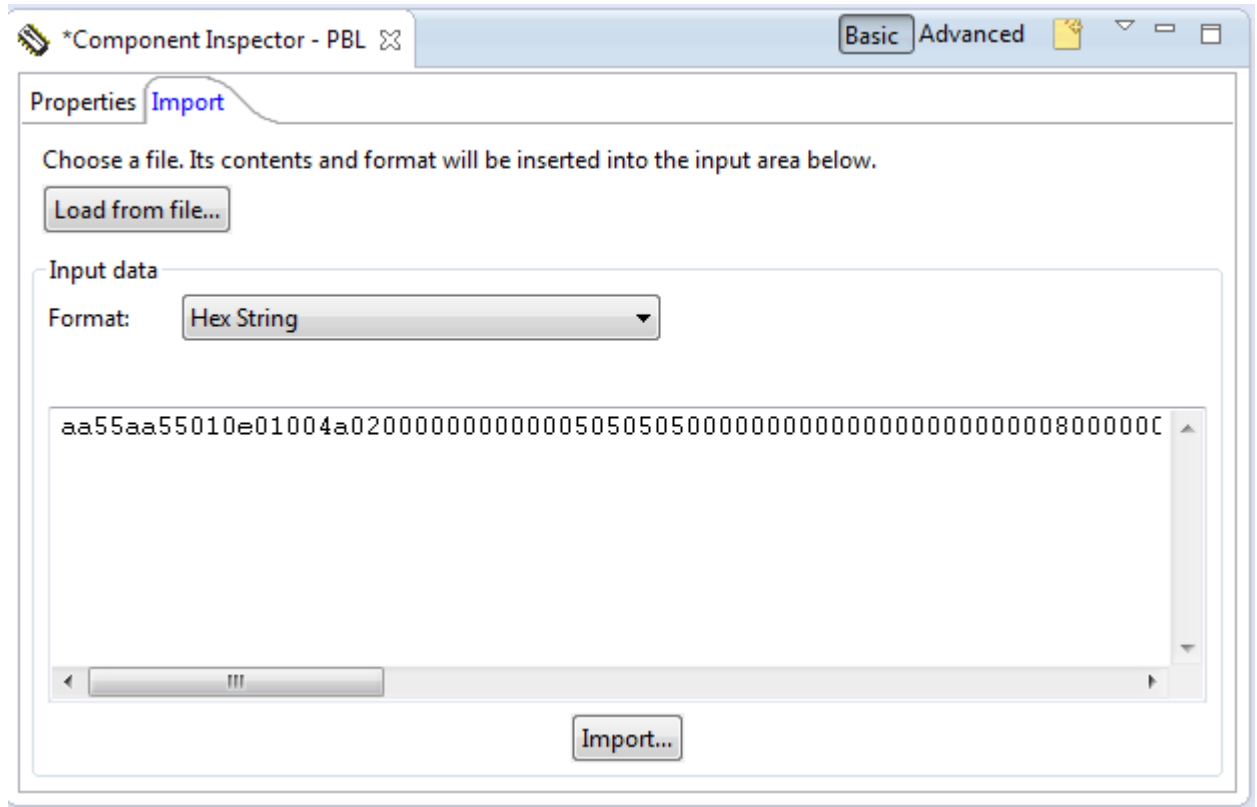 *Component Inspector - PBL
Basic Advanced
Properties Import
Choose a file. Its contents and format will be inserted into the input area below.
Load from file...
Input data
Format: Hex String
aa55aa55010e01004a0200000000000050505050000000000000000000000008000000
Import...